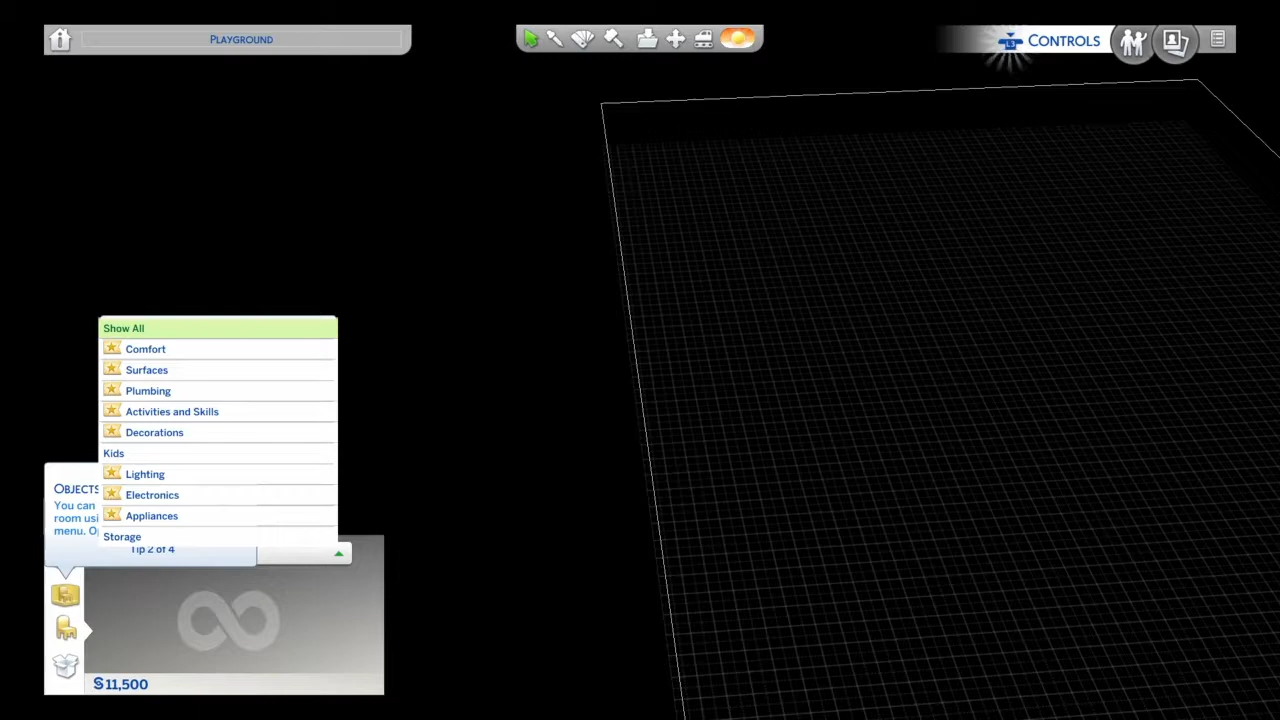 PLAYGROUND
L3
CONTROLS
Show All
Comfort
Surfaces
Plumbing
Activities and Skills
Decorations
Kids
Lighting
Electronics
Appliances
Storage
OBJECTS
You can
room usi
menu. O
Tip 2 of 4
§11,500